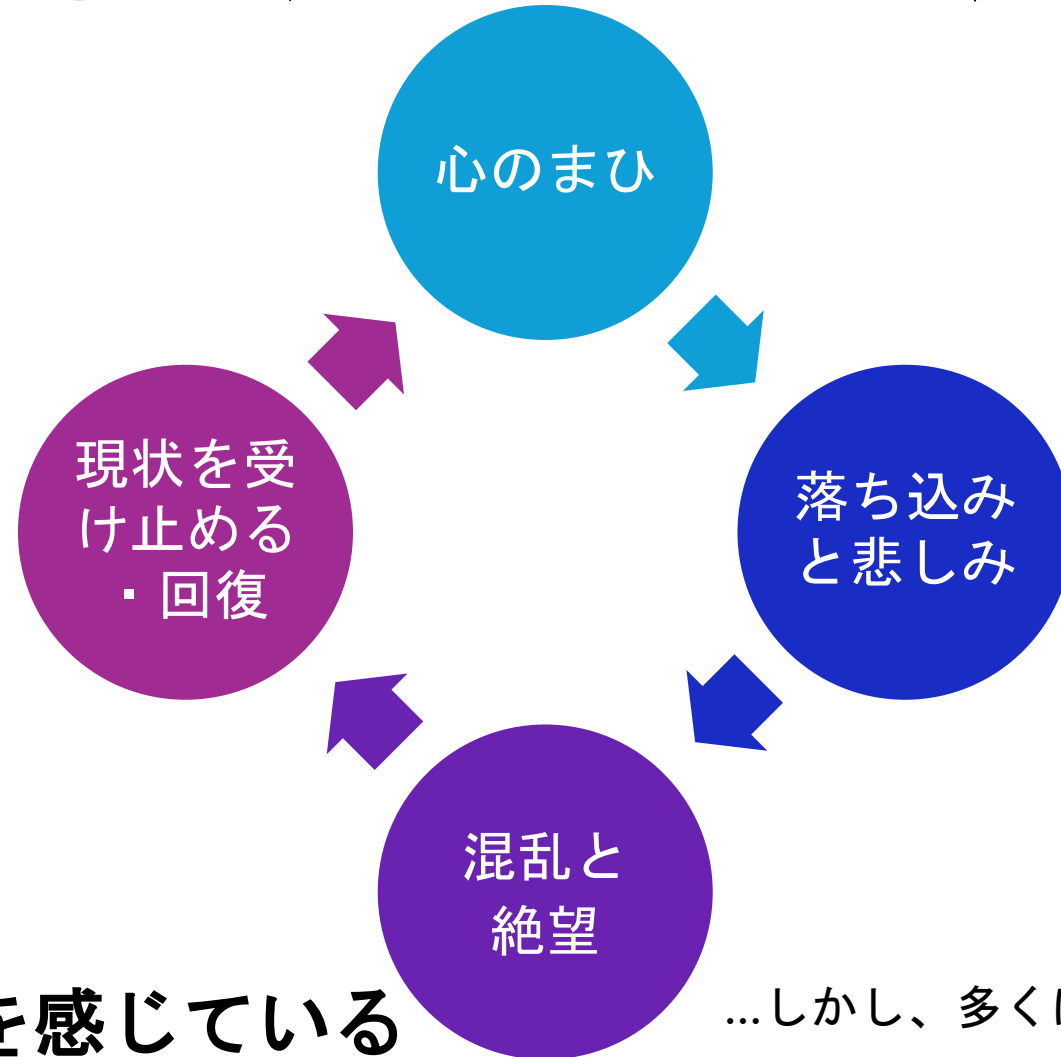 心のまひ
現状を受
け止める
・回復
落ち込み
と悲しみ
混乱と
絶望
を感じている
...しかし、多くは